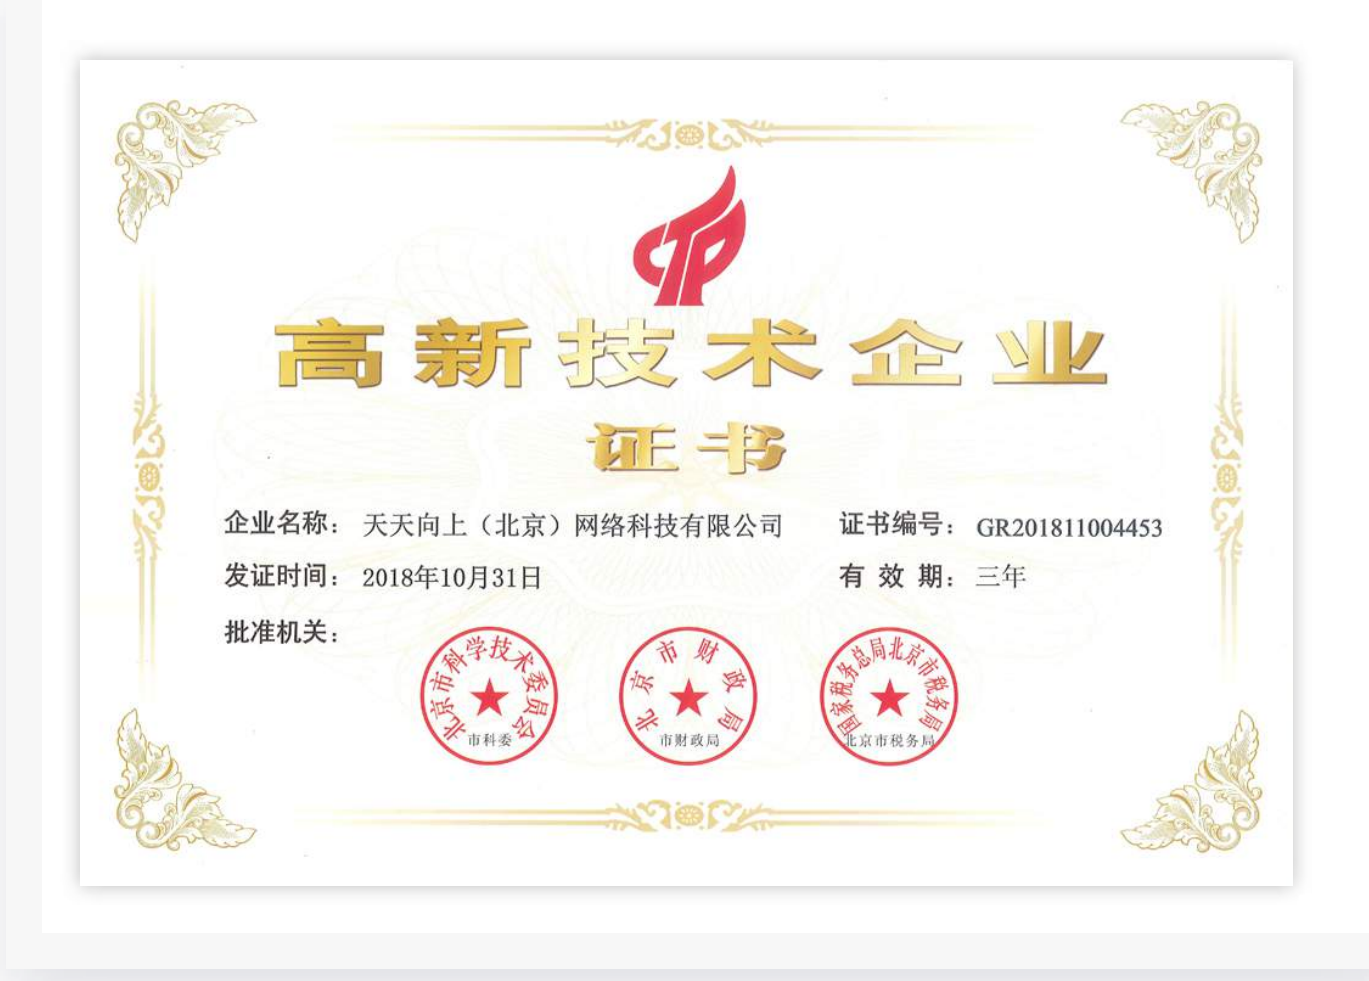 高新技术企业
证书
企业名称： 天天向上（北京）网络科技有限公司 证书编号： GR201811004453
发证时间： 2018年10月31日 有 效 期： 三年
批准机关：
北京市科学技术委员会
市科委
北京市财政局
市财政局
国家税务总局北京市税务局
北京市税务局